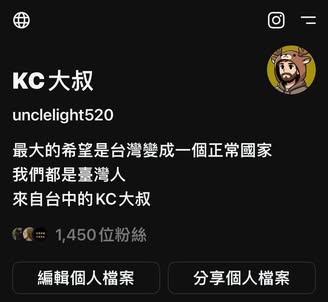 KC大叔
unclelight520
最大的希望是台灣變成一個正常國家
我們都是臺灣人
來自台中的KC大叔
1,450位粉絲
編輯個人檔案
分享個人檔案